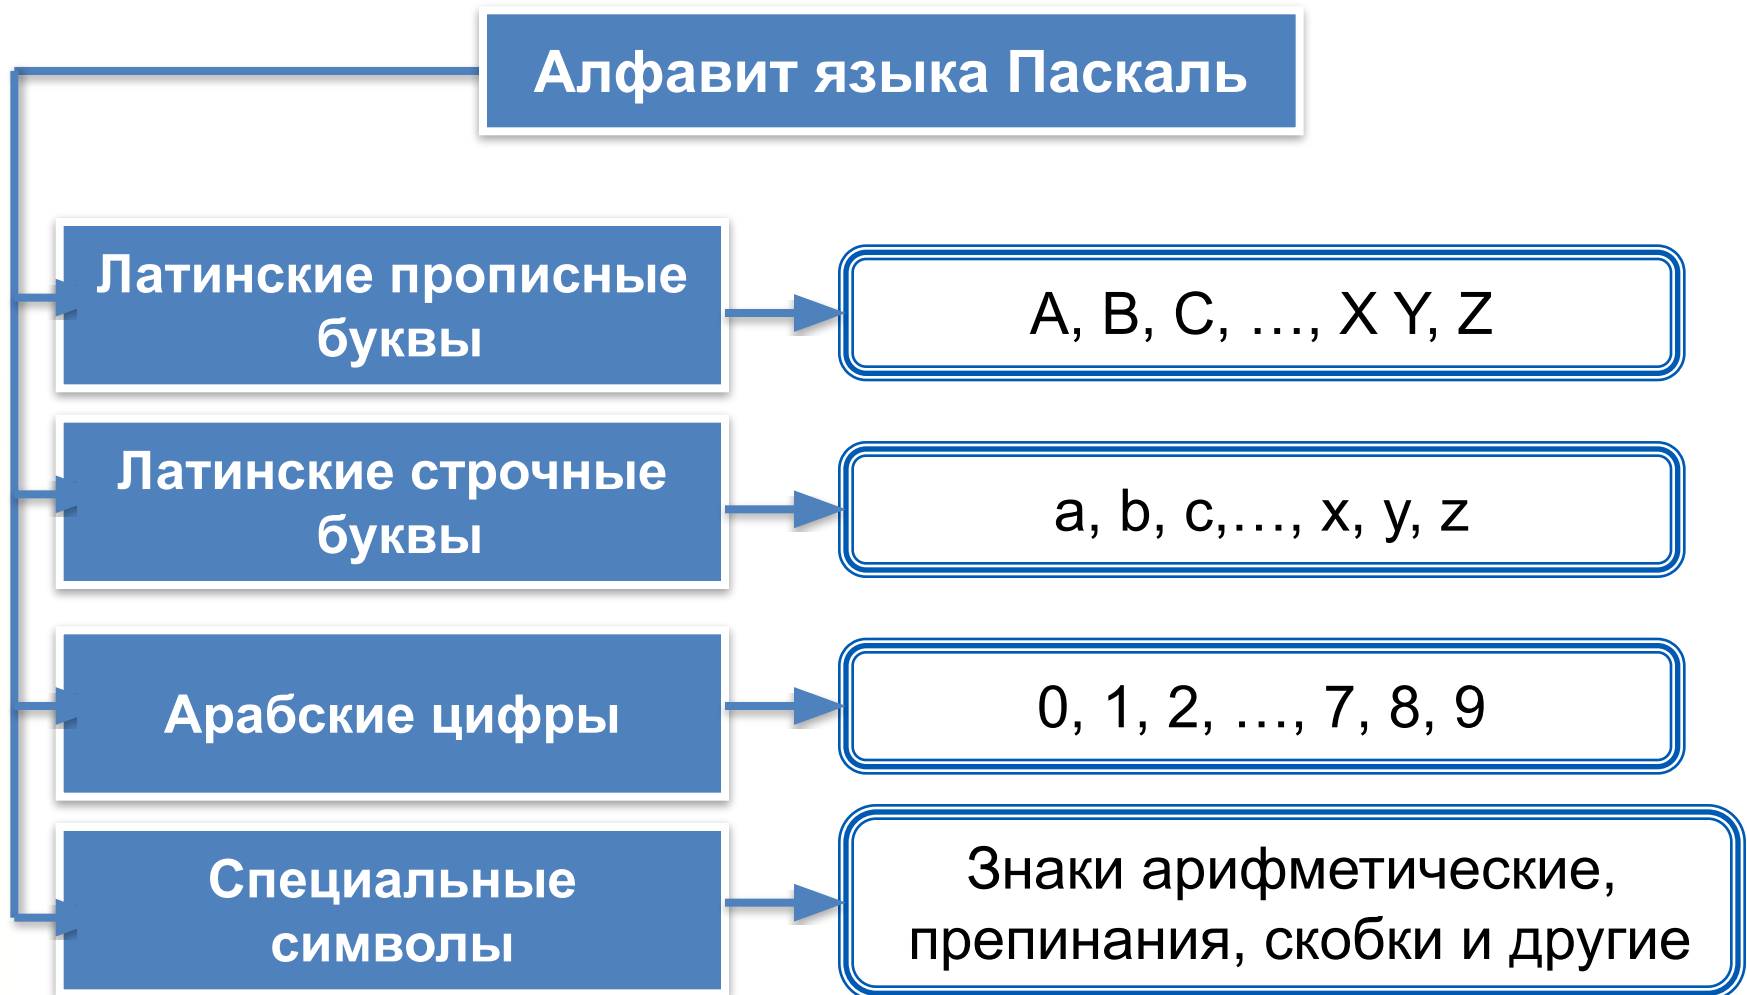 Алфавит языка Паскаль
Латинские прописные
буквы
A, B, C, …, X Y, Z
Латинские строчные
буквы
a, b, c,…, x, y, z
Арабские цифры
0, 1, 2, …, 7, 8, 9
Специальные
символы
Знаки арифметические,
препинания, скобки и другие